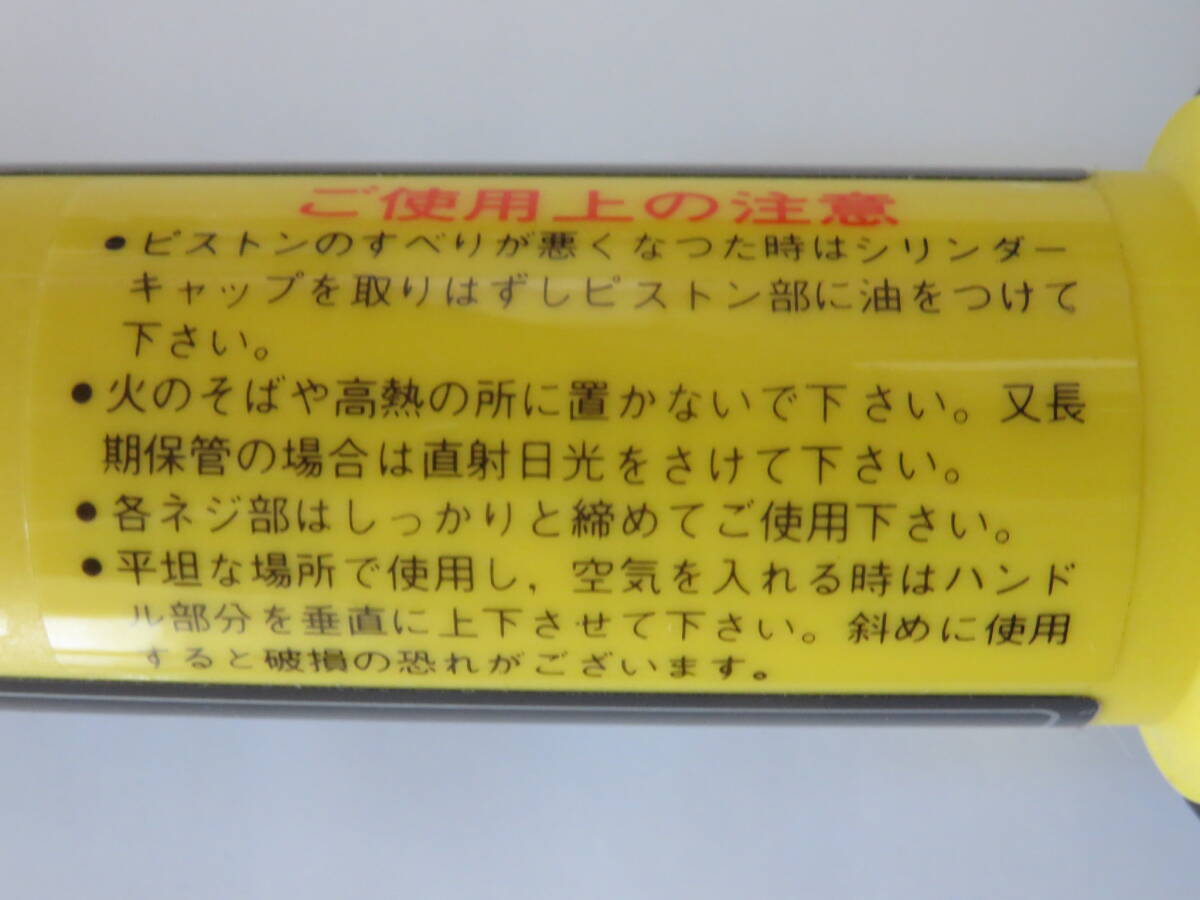 ご使用上の注意
●ピストンのすべりが悪くなつた時はシリンダー
キャップを取りはずしピストン部に油をつけて
下さい。
●火のそばや高熱の所に置かないで下さい。又長
期保管の場合は直射日光をさけて下さい。
●各ネジ部はしっかりと締めてご使用下さい。
●平坦な場所で使用し，空気を入れる時はハンド
ル部分を垂直に上下させて下さい。斜めに使用
すると破損の恐れがございます。